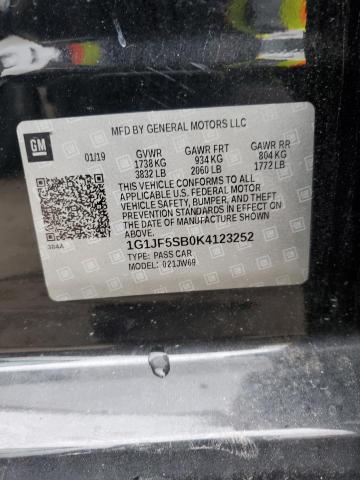 MFD BY GENERAL MOTORS LLC
GM
01/19 GVWR GAWR FRT GAWR RR
1738 KG 934 KG 804 KG
3832 LB 2060 LB 1772 LB
THIS VEHICLE CONFORMS TO ALL
APPLICABLE U.S. FEDERAL MOTOR
VEHICLE SAFETY, BUMPER, AND THEFT
PREVENTION STANDARDS IN EFFECT
ON THE DATE OF MANUFACTURE SHOWN
ABOVE.
1G1JF5SB0K4123252
TYPE: PASS CAR
MODEL: 021JW69
384A